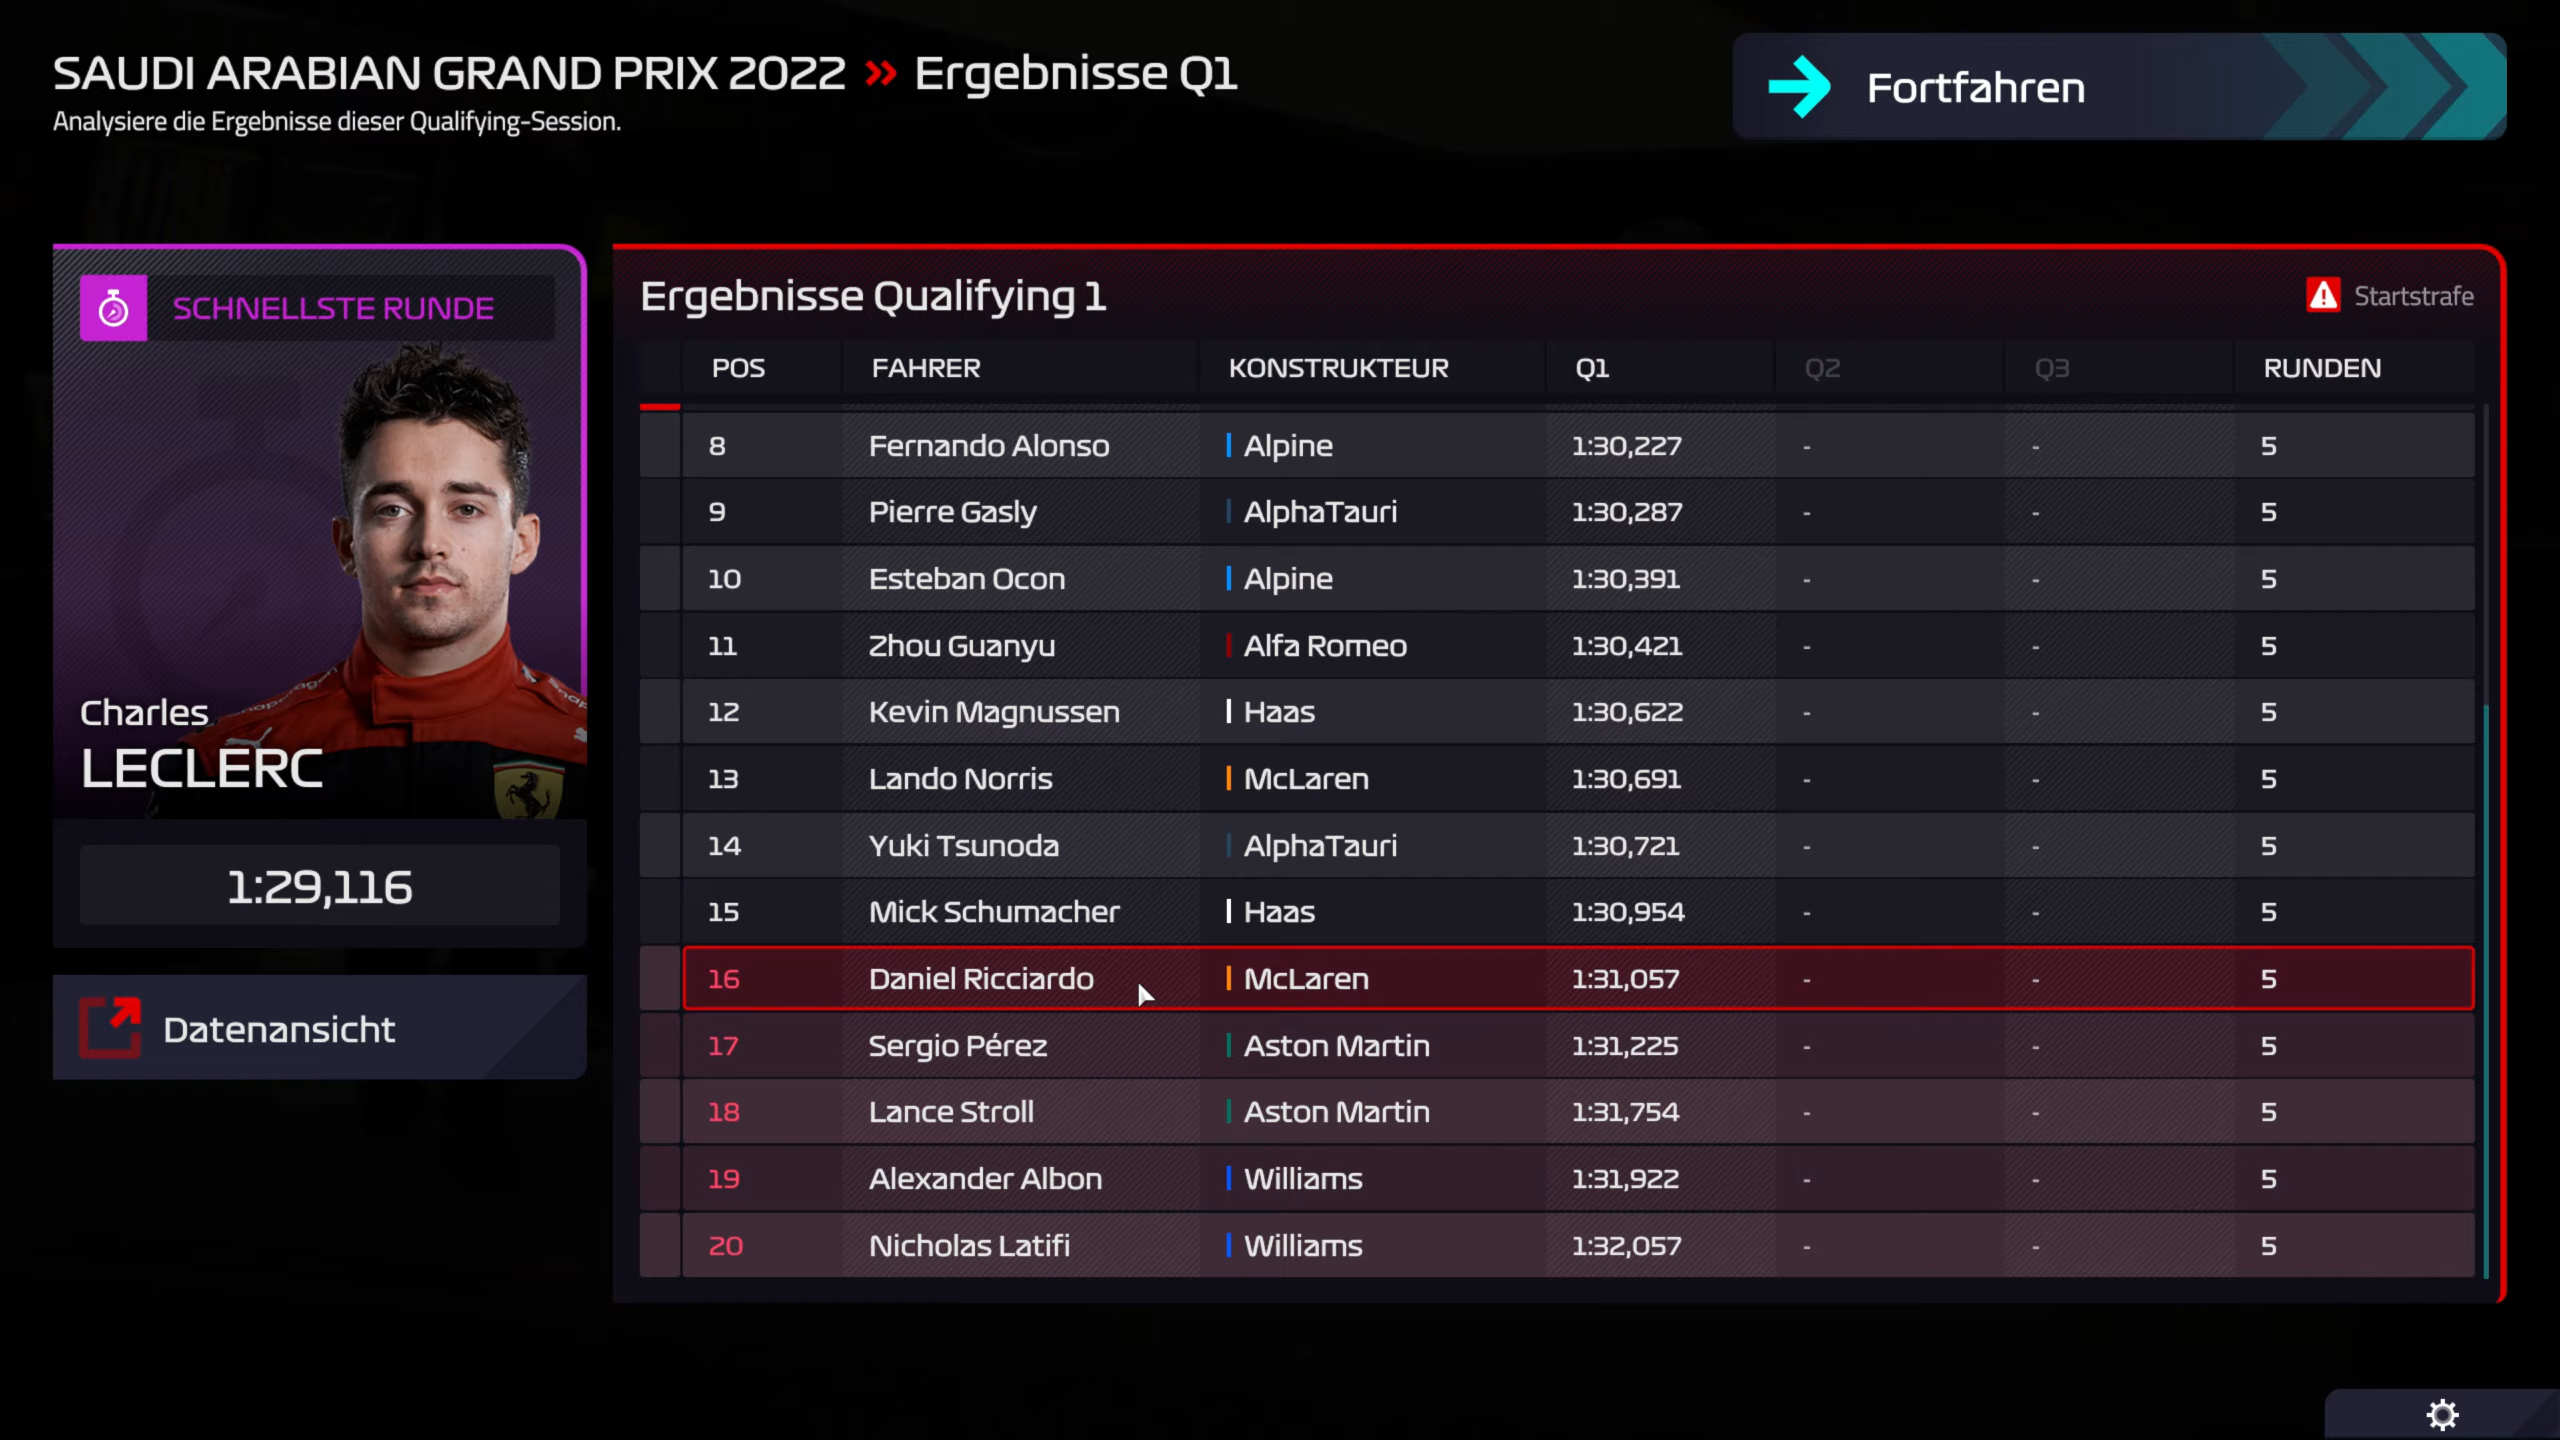 SAUDI ARABIAN GRAND PRIX 2022 » Ergebnisse Q1
Analysiere die Ergebnisse dieser Qualifying-Session.
Fortfahren
SCHNELLSTE RUNDE
Charles
LECLERC
1:29,116
Datenansicht
Ergebnisse Qualifying 1
Startstrafe
POS FAHRER KONSTRUKTEUR Q1 Q2 Q3 RUNDEN
8 Fernando Alonso Alpine 1:30,227 - - 5
9 Pierre Gasly AlphaTauri 1:30,287 - - 5
10 Esteban Ocon Alpine 1:30,391 - - 5
11 Zhou Guanyu Alfa Romeo 1:30,421 - - 5
12 Kevin Magnussen Haas 1:30,622 - - 5
13 Lando Norris McLaren 1:30,691 - - 5
14 Yuki Tsunoda AlphaTauri 1:30,721 - - 5
15 Mick Schumacher Haas 1:30,954 - - 5
16 Daniel Ricciardo McLaren 1:31,057 - - 5
17 Sergio Pérez Aston Martin 1:31,225 - - 5
18 Lance Stroll Aston Martin 1:31,754 - - 5
19 Alexander Albon Williams 1:31,922 - - 5
20 Nicholas Latifi Williams 1:32,057 - - 5